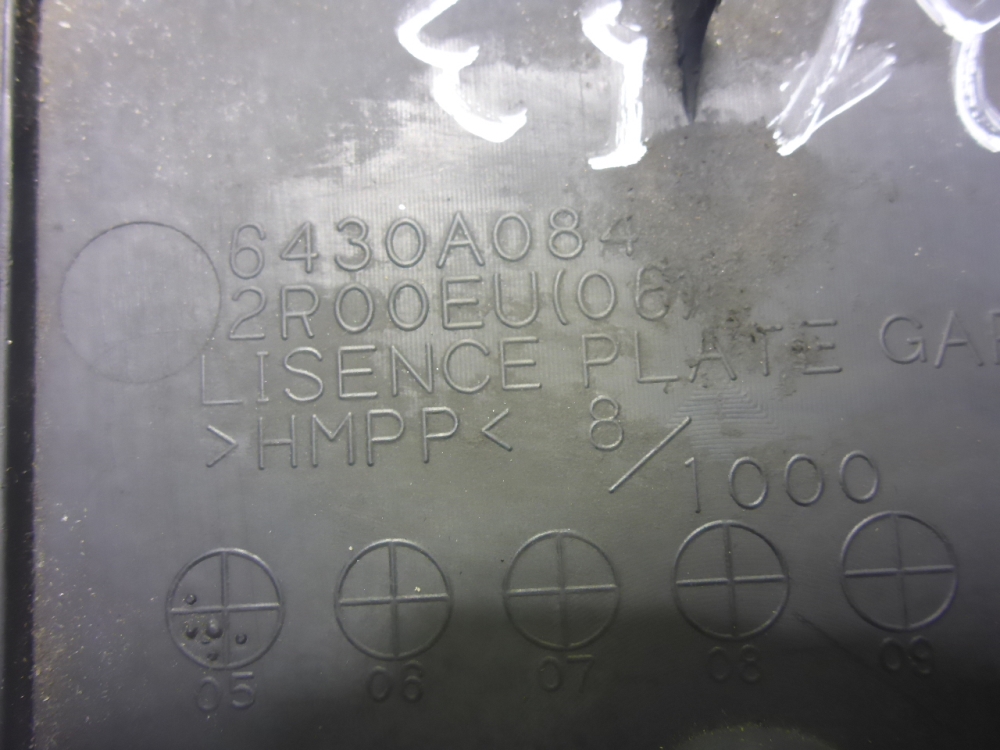 6430A084
2R00EU(06)
LISENCE PLATE GA
>HMPP< 8/1000
05 06 07 08 09